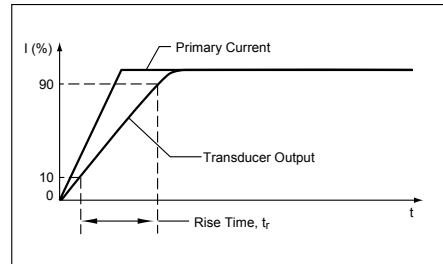 I (%)
Primary Current
90
Transducer Output
10
0
t
Rise Time, tr